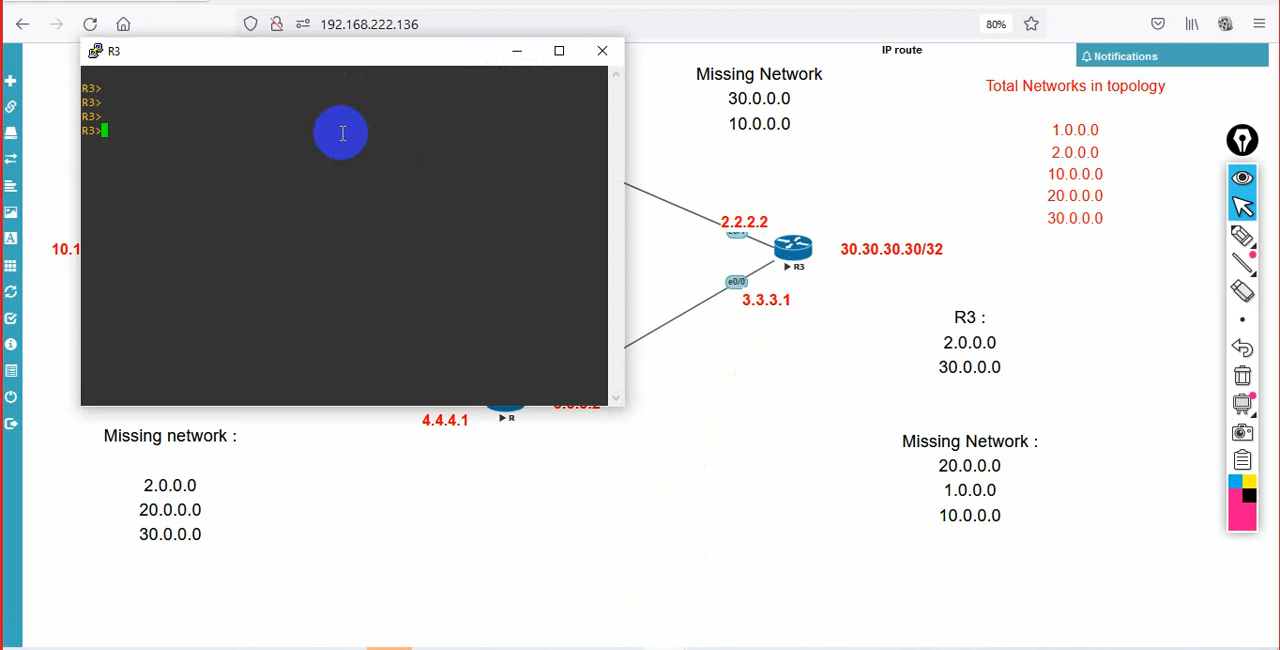 192.168.222.136
80%
R3
IP route
Notifications
R3>
R3>
R3>
R3>
Missing Network
30.0.0.0
10.0.0.0
Total Networks in topology
1.0.0.0
2.0.0.0
10.0.0.0
20.0.0.0
30.0.0.0
2.2.2.2
10.1
R3
30.30.30.30/32
e0/0
3.3.3.1
R3 :
2.0.0.0
30.0.0.0
4.4.4.1
R
Missing network :
2.0.0.0
20.0.0.0
30.0.0.0
Missing Network :
20.0.0.0
1.0.0.0
10.0.0.0